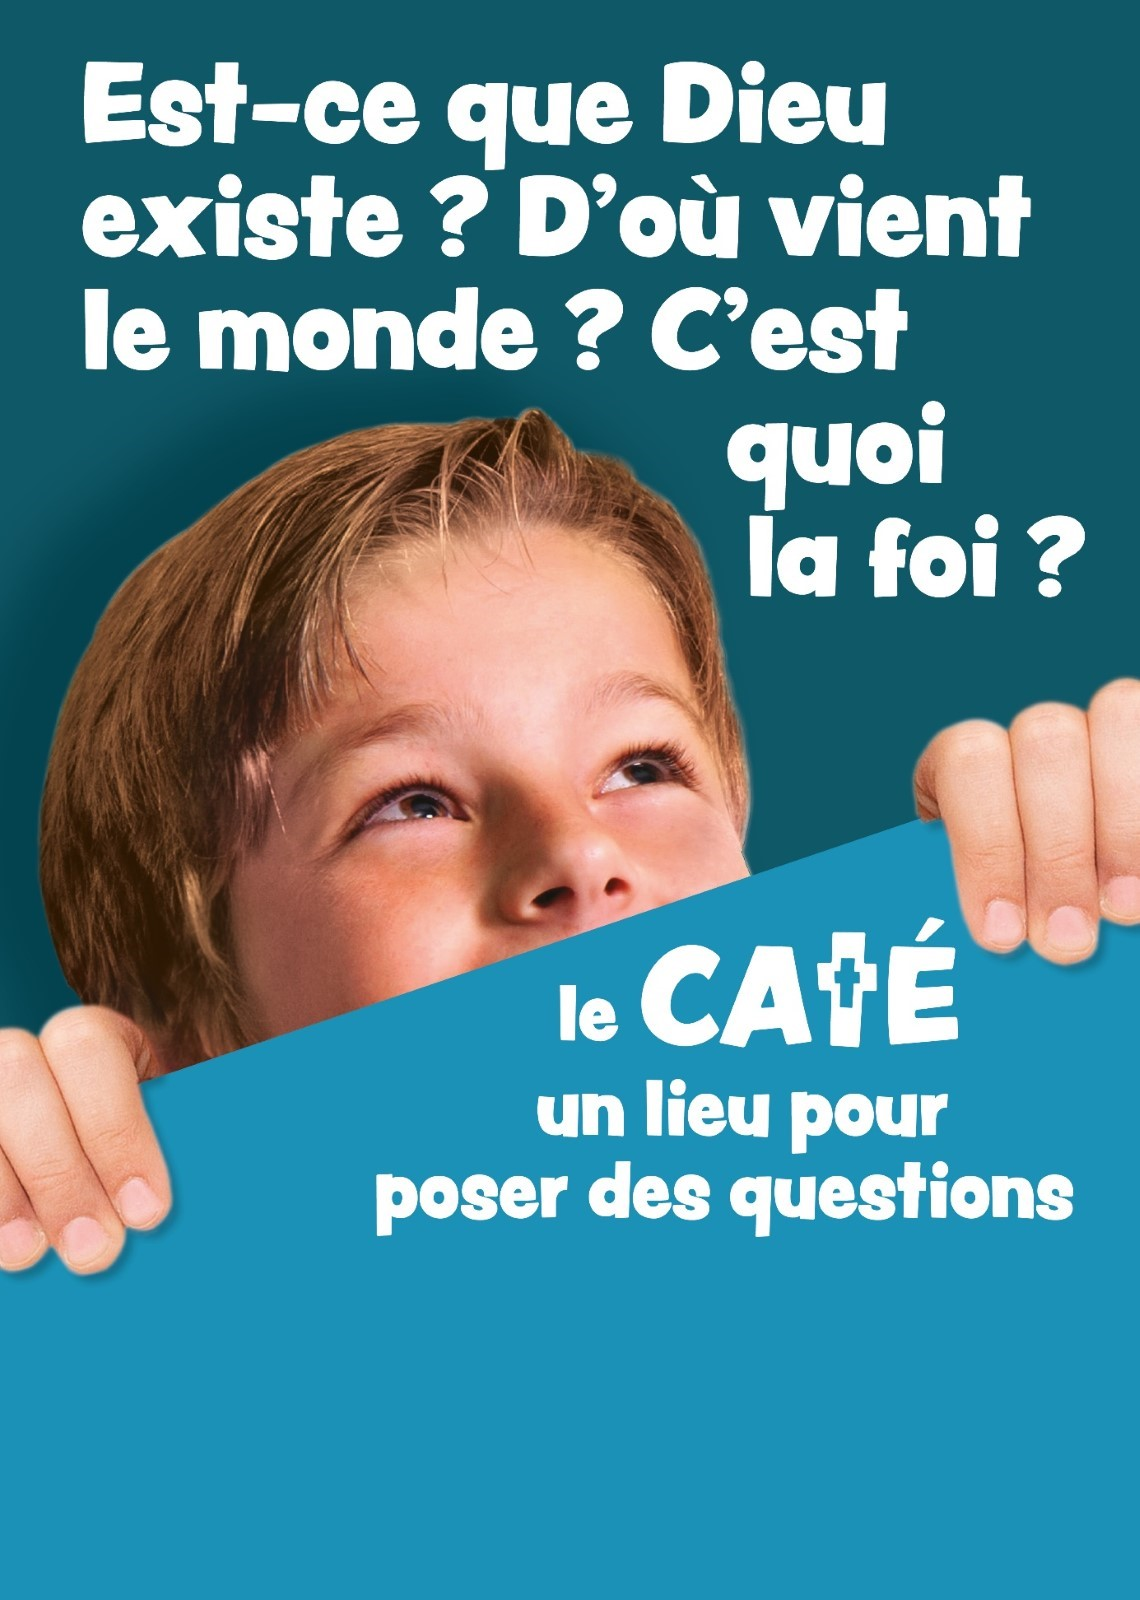 Est-ce que Dieu
existe ? D’où vient
le monde ? C’est
quoi
la foi ?
le CAtÉ
un lieu pour
poser des questions